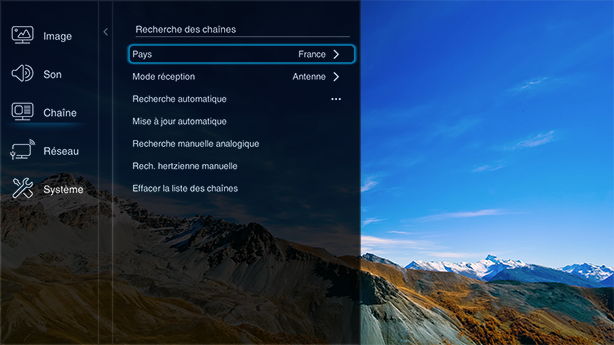 Image
Son
Chaîne
Réseau
Système
Recherche des chaînes
Pays France
Mode réception Antenne
Recherche automatique ...
Mise à jour automatique
Recherche manuelle analogique
Rech. hertzienne manuelle
Effacer la liste des chaînes